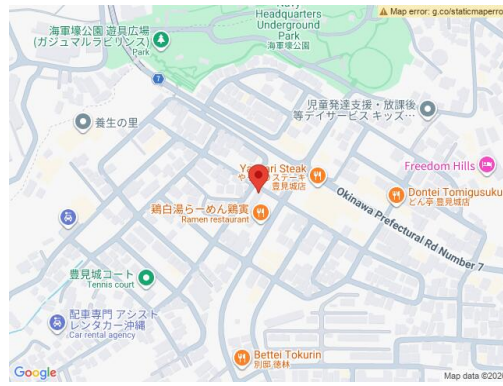 Map error: g.co/staticmaperro
Headquarters
Underground Park
海軍壕公園
海軍壕公園 遊具広場
(ガジュマルラビリンス)
Park
7
児童発達支援・放課後
等デイサービス キッズ…
養生の里
Freedom Hills
豊見城店
Dontei Tomigusuku
どん亭 豊見城店
鶏白湯らーめん鶏寅
Ramen restaurant
Okinawa Prefectural Rd Number 7
豊見城コート
Tennis court
配車専門 アシスト
レンタカー沖縄
Car rental agency
Bettei Tokurin
別邸 徳林
Google
Map data ©202